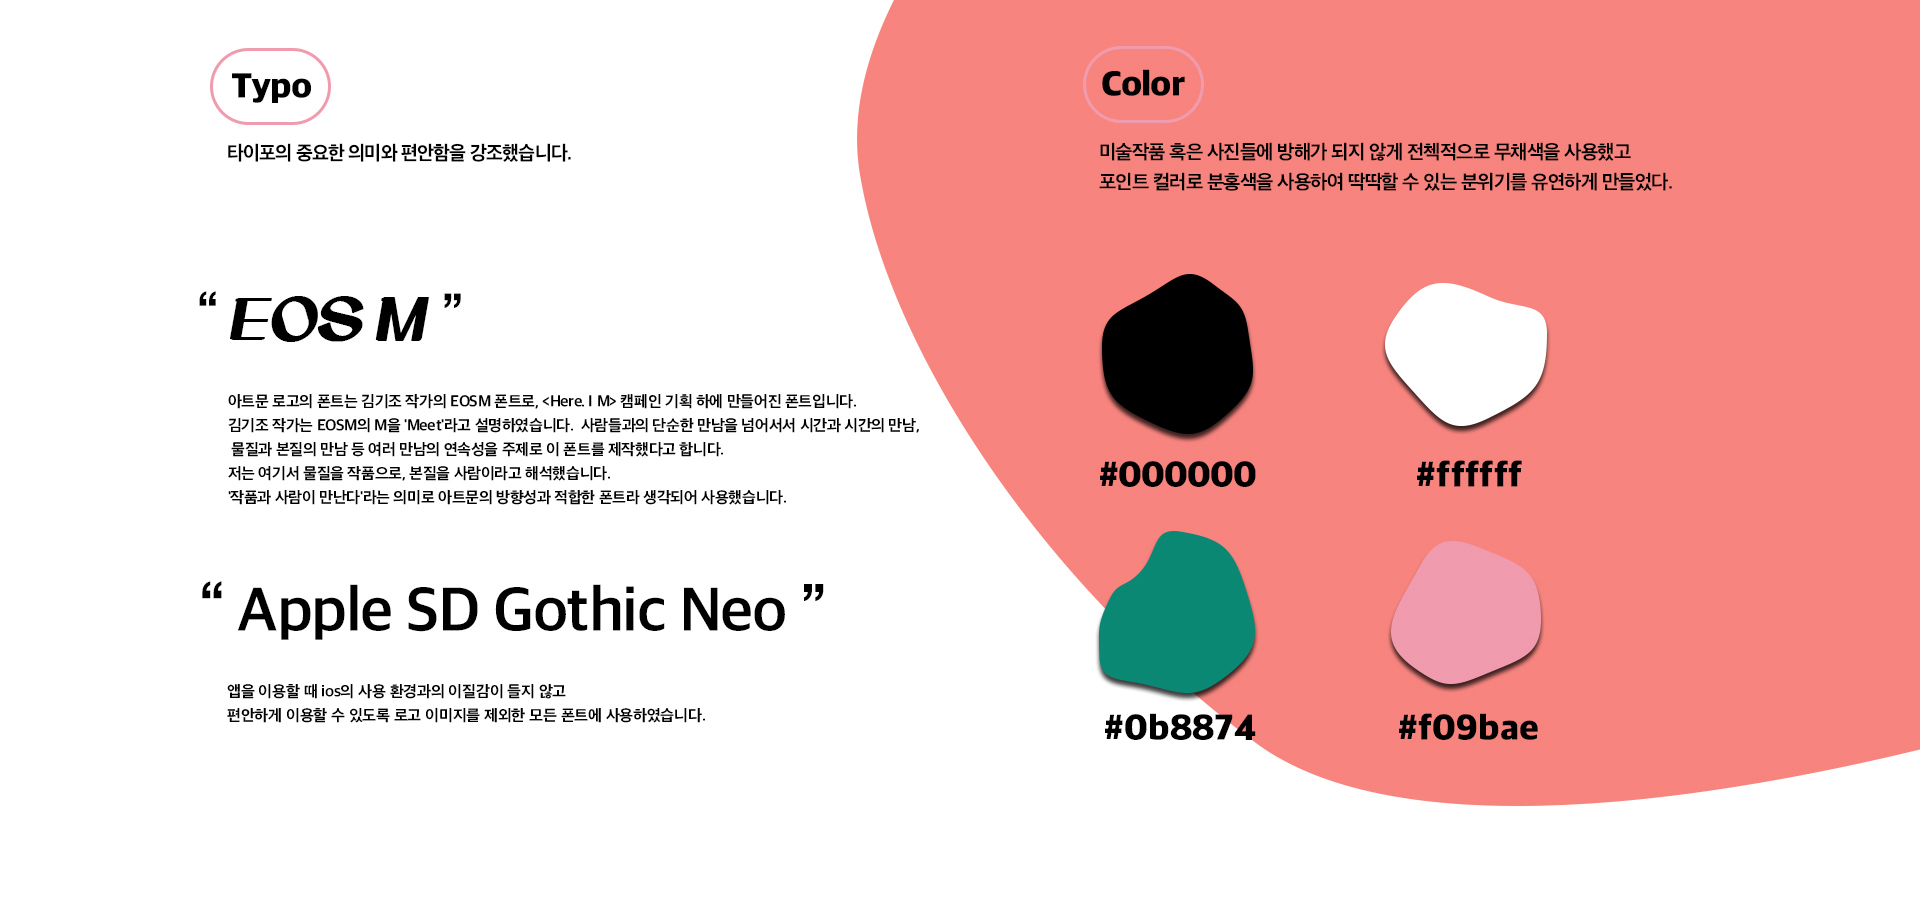 Typo
타이포의 중요한 의미와 편안함을 강조했습니다.
“ EOS M ”
아트문 로고의 폰트는 김기조 작가의 EOSM 폰트로, <Here. I M> 캠페인 기획 하에 만들어진 폰트입니다.
김기조 작가는 EOSM의 M을 'Meet'라고 설명하였습니다. 사람들과의 단순한 만남을 넘어서서 시간과 시간의 만남,
물질과 본질의 만남 등 여러 만남의 연속성을 주제로 이 폰트를 제작했다고 합니다.
저는 여기서 물질을 작품으로, 본질을 사람이라고 해석했습니다.
'작품과 사람이 만난다'라는 의미로 아트문의 방향성과 적합한 폰트라 생각되어 사용했습니다.
“ Apple SD Gothic Neo ”
앱을 이용할 때 ios의 사용 환경과의 이질감이 들지 않고
편안하게 이용할 수 있도록 로고 이미지를 제외한 모든 폰트에 사용하였습니다.
Color
미술작품 혹은 사진들에 방해가 되지 않게 전첵적으로 무채색을 사용했고
포인트 컬러로 분홍색을 사용하여 딱딱할 수 있는 분위기를 유연하게 만들었다.
#000000
#ffffff
#0b8874
#f09bae